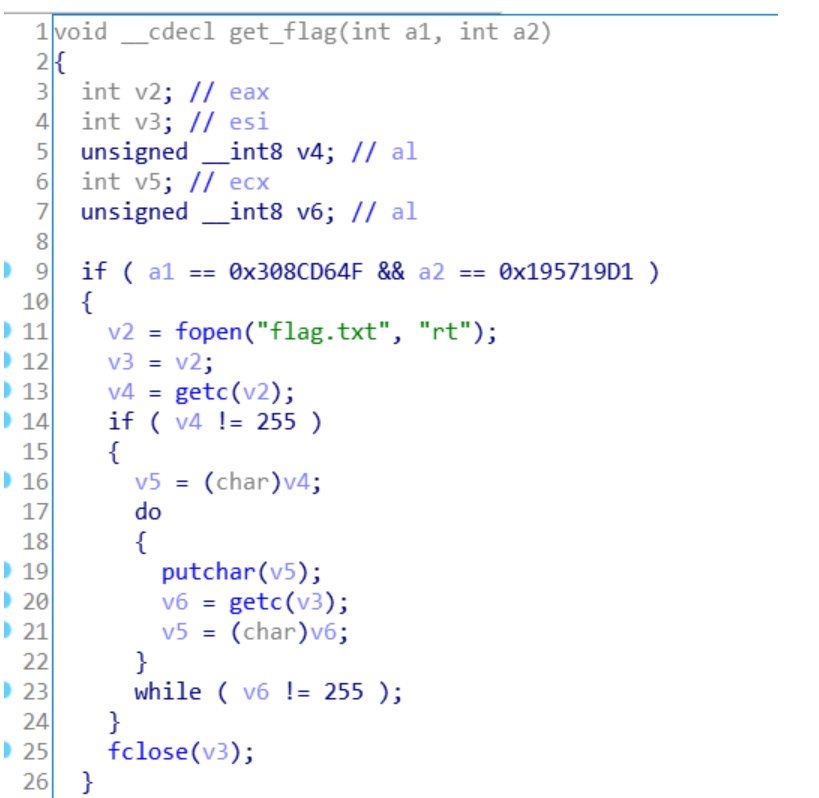 1 void __cdecl get_flag(int a1, int a2)
2 {
3   int v2; // eax
4   int v3; // esi
5   unsigned __int8 v4; // al
6   int v5; // ecx
7   unsigned __int8 v6; // al
8
9   if ( a1 == 0x308CD64F && a2 == 0x195719D1 )
10   {
11     v2 = fopen("flag.txt", "rt");
12     v3 = v2;
13     v4 = getc(v2);
14     if ( v4 != 255 )
15     {
16       v5 = (char)v4;
17       do
18       {
19         putchar(v5);
20         v6 = getc(v3);
21         v5 = (char)v6;
22       }
23       while ( v6 != 255 );
24     }
25     fclose(v3);
26   }